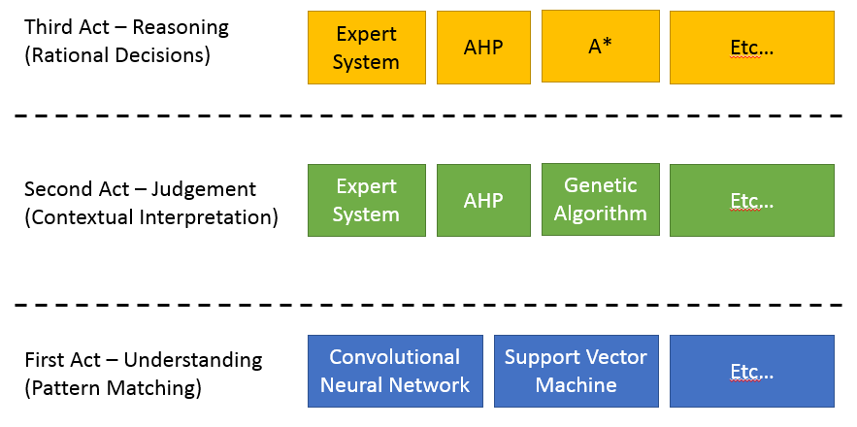 Third Act – Reasoning
(Rational Decisions)
Expert
System
AHP
A*
Etc...
Second Act – Judgement
(Contextual Interpretation)
Expert
System
AHP
Genetic
Algorithm
Etc...
First Act – Understanding
(Pattern Matching)
Convolutional
Neural Network
Support Vector
Machine
Etc...